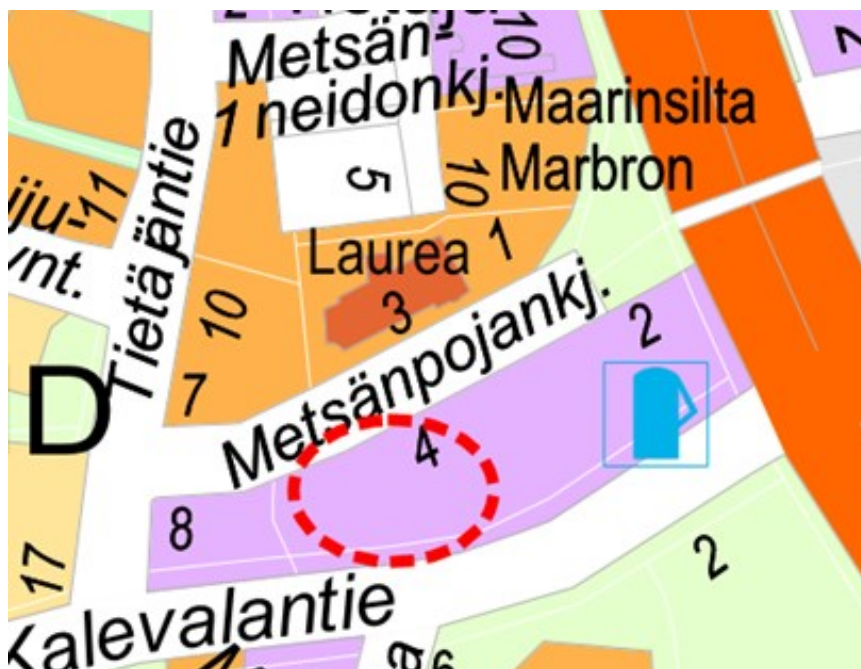 10
Metsän-
neidonkj.
1
Maarinsilta
Marbron
5
10
11
Tietäjäntie
Laurea
1
3
10
7
Metsänpojankj.
2
4
D
8
17
2
Kalevalantie
6